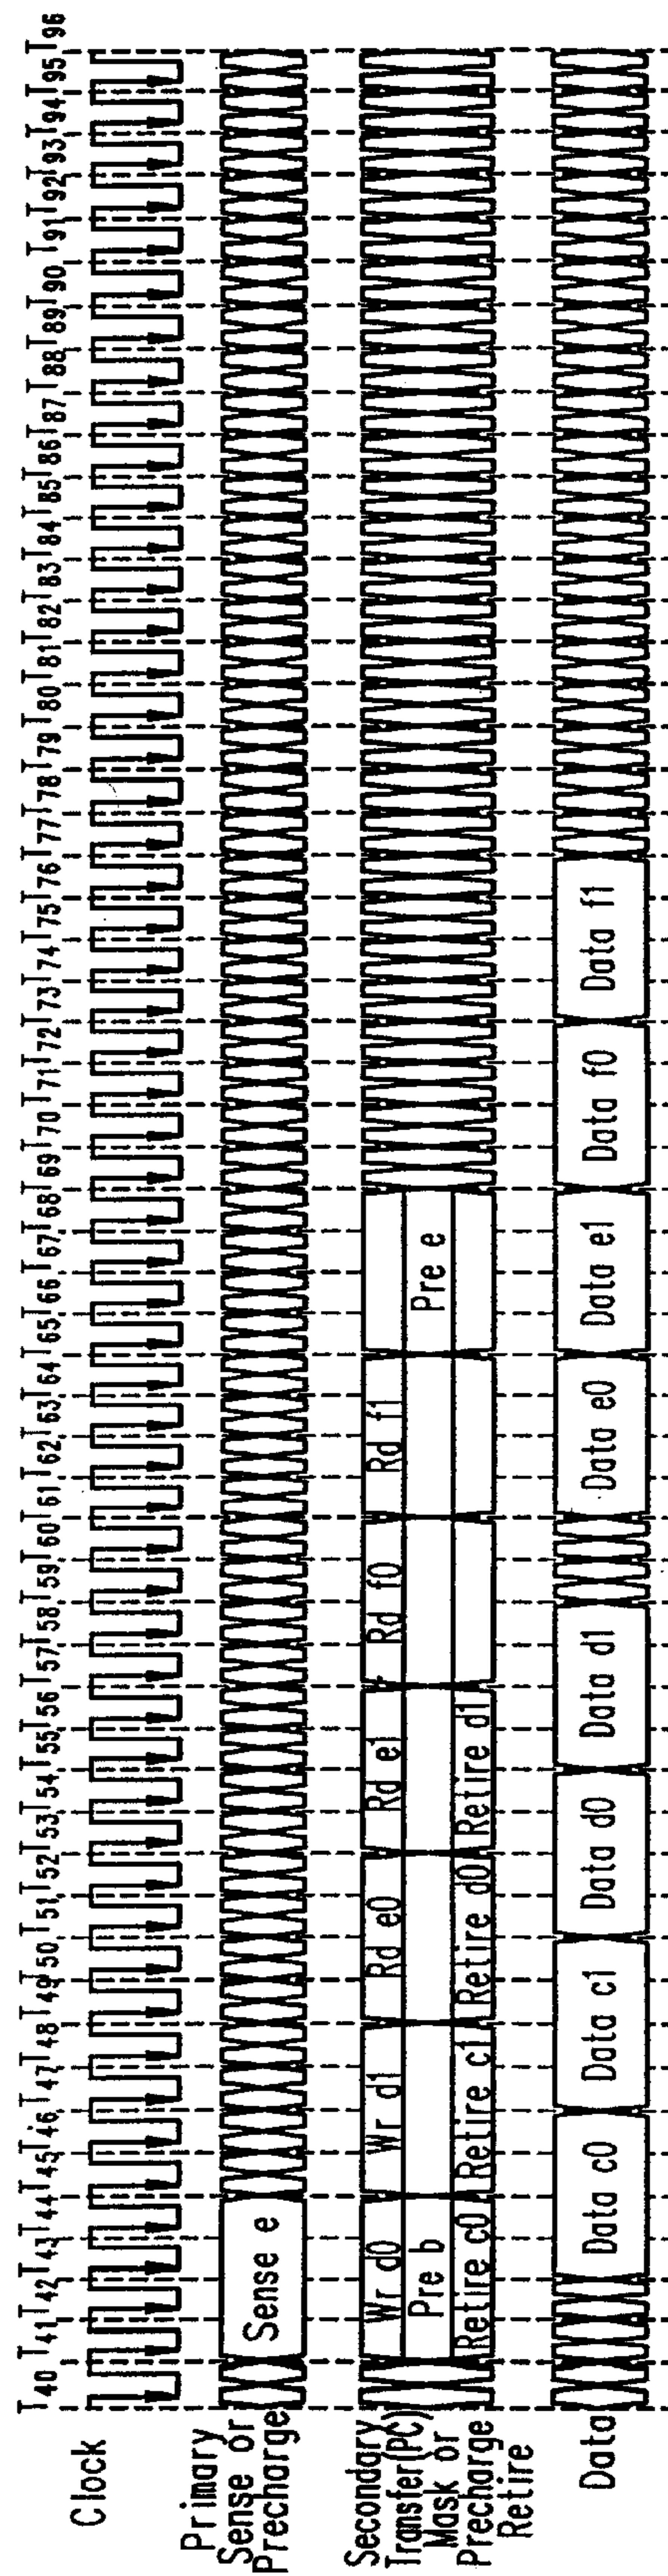 T40 T41 T42 T43 T44 T45 T46 T47 T48 T49 T50 T51 T52 T53 T54 T55 T56 T57 T58 T59 T60 T61 T62 T63 T64 T65 T66 T67 T68 T69 T70 T71 T72 T73 T74 T75 T76 T77 T78 T79 T80 T81 T82 T83 T84 T85 T86 T87 T88 T89 T90 T91 T92 T93 T94 T95 T96
Clock
Primary
Sense or
Precharge
Sense e
Secondary
Transfer(PC)
Mask or
Precharge
Retire
Wr d0 Wr d1 Rd e0 Rd e1 Rd f0 Rd f1
Pre b Pre e
Retire c0 Retire c1 Retire d0 Retire d1
Data
Data c0 Data c1 Data d0 Data d1 Data e0 Data e1 Data f0 Data f1